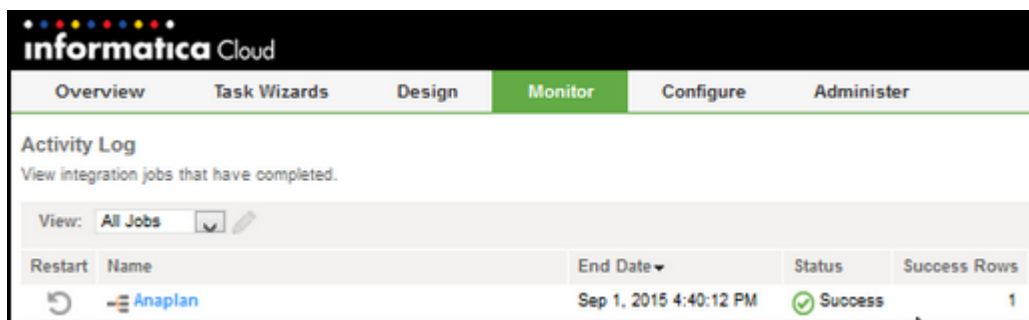 informatica Cloud
Overview Task Wizards Design Monitor Configure Administer
Activity Log
View integration jobs that have completed.
View: All Jobs
Restart Name End Date Status Success Rows
Anaplan Sep 1, 2015 4:40:12 PM Success 1